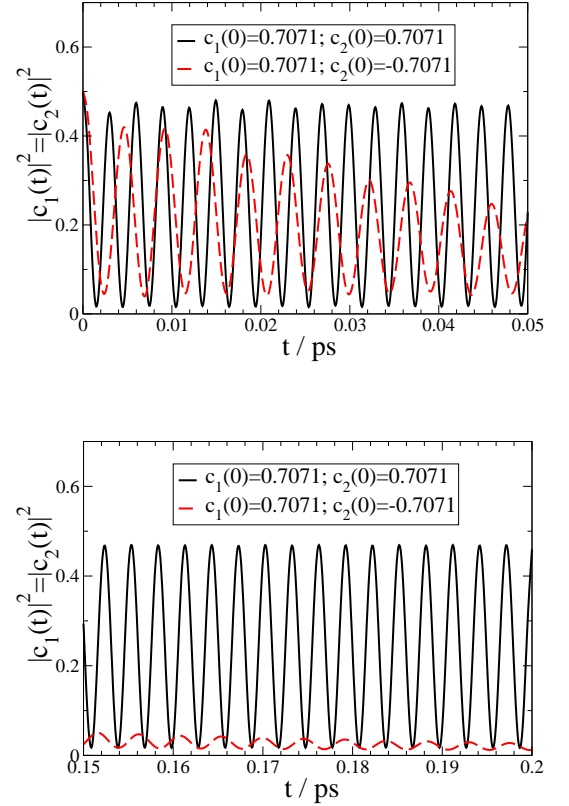 0.6
0.4
0.2
0
|c₁(t)|²=|c₂(t)|²
c₁(0)=0.7071; c₂(0)=0.7071
c₁(0)=0.7071; c₂(0)=-0.7071
0 0.01 0.02 0.03 0.04 0.05
t / ps
0.6
0.4
0.2
0
|c₁(t)|²=|c₂(t)|²
c₁(0)=0.7071; c₂(0)=0.7071
c₁(0)=0.7071; c₂(0)=-0.7071
0.15 0.16 0.17 0.18 0.19 0.2
t / ps